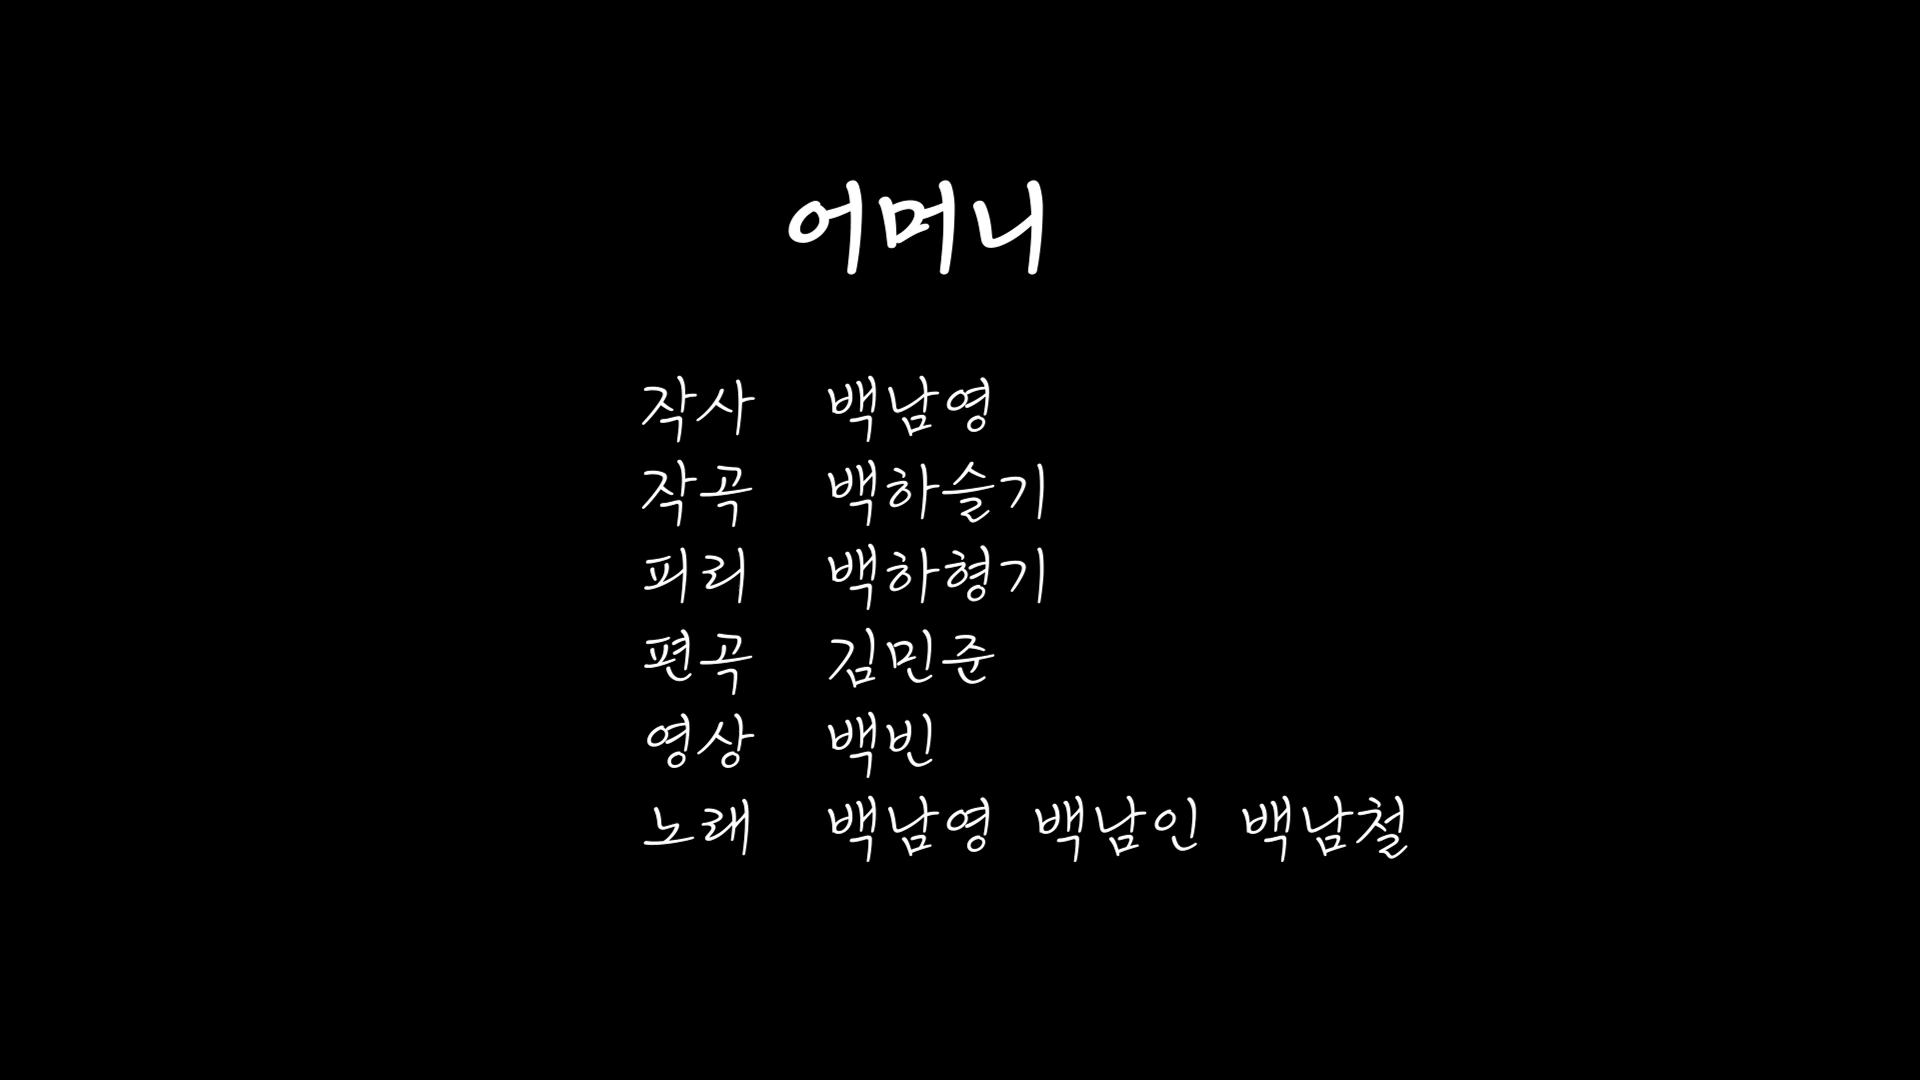 어머니
작사 백남영
작곡 백하슬기
피리 백하형기
편곡 김민준
영상 백빈
노래 백남영 백남인 백남철